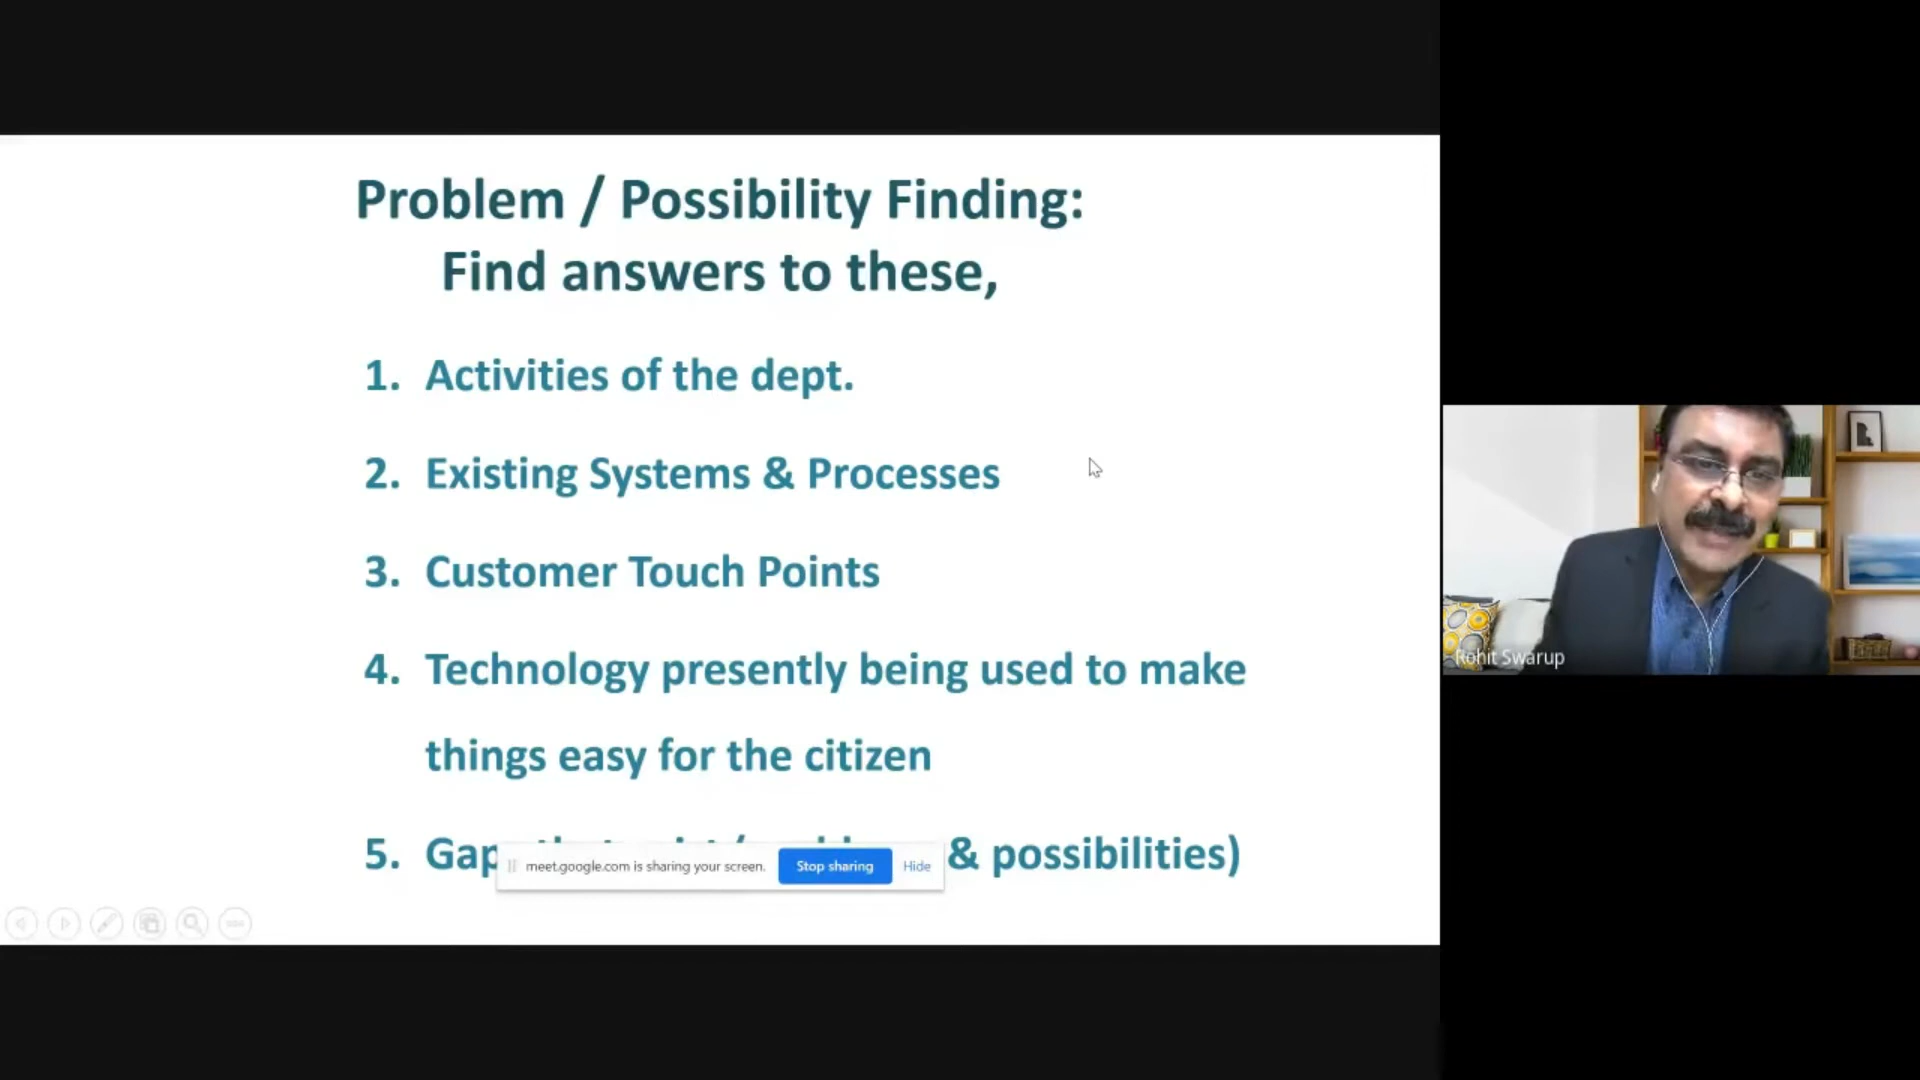 Problem / Possibility Finding:
Find answers to these,
1. Activities of the dept.
2. Existing Systems & Processes
3. Customer Touch Points
4. Technology presently being used to make
things easy for the citizen
5. Gap & possibilities)
meet.google.com is sharing your screen. Stop sharing Hide
Rohit Swarup